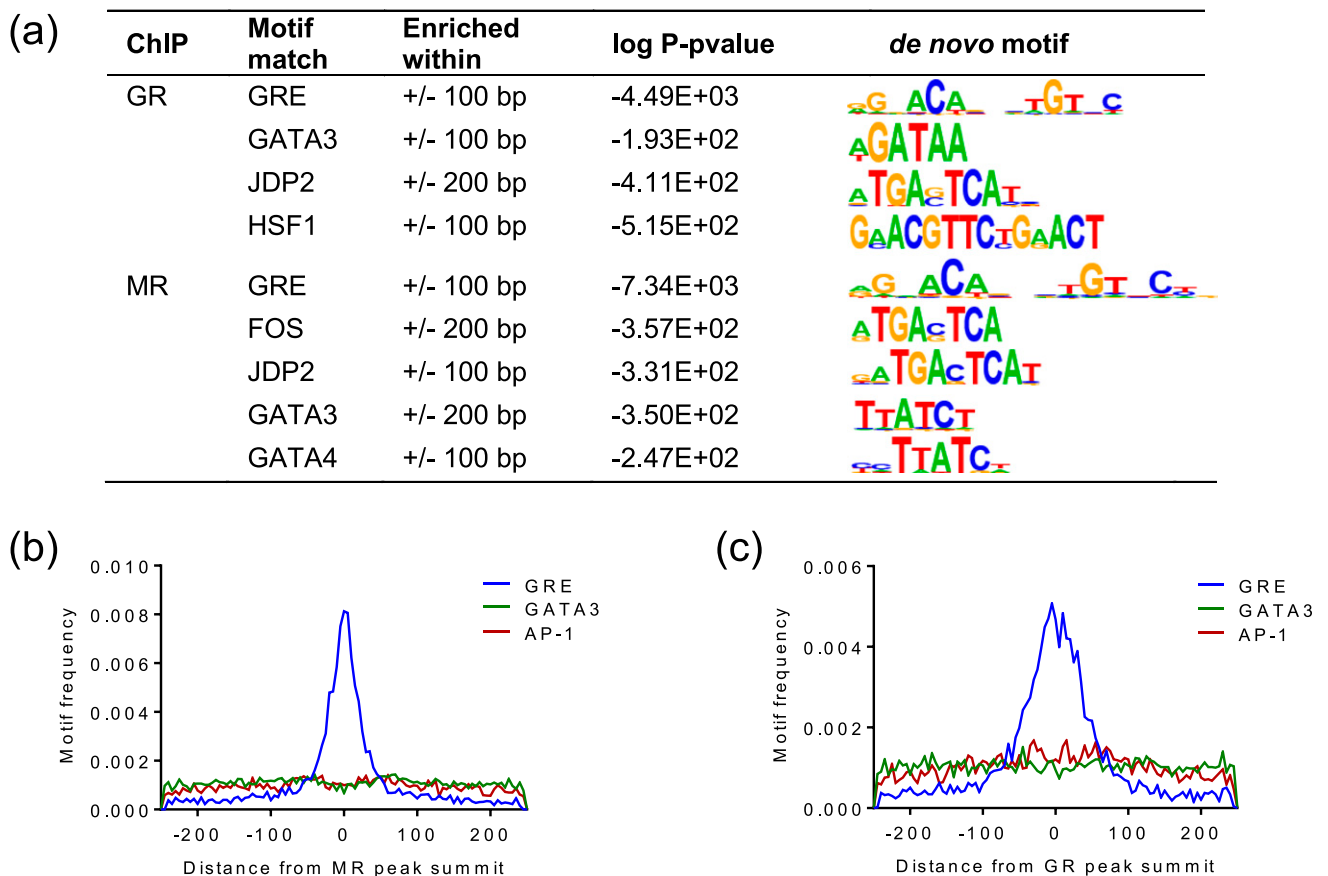 (a)
ChIP Motif match Enriched within log P-pvalue de novo motif
GR GRE +/- 100 bp -4.49E+03
GATA3 +/- 100 bp -1.93E+02 AGATAA
JDP2 +/- 200 bp -4.11E+02
HSF1 +/- 100 bp -5.15E+02
MR GRE +/- 100 bp -7.34E+03
FOS +/- 200 bp -3.57E+02
JDP2 +/- 100 bp -3.31E+02
GATA3 +/- 200 bp -3.50E+02 TTATCT
GATA4 +/- 100 bp -2.47E+02
(b)
0.010
0.008
0.006
0.004
0.002
0.000
Motif frequency
GRE
GATA3
AP-1
-200 -100 0 100 200
Distance from MR peak summit
(c)
0.006
0.004
0.002
0.000
Motif frequency
GRE
GATA3
AP-1
-200 -100 0 100 200
Distance from GR peak summit